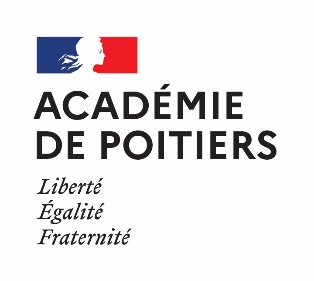 ACADÉMIE
DE POITIERS
Liberté
Égalité
Fraternité